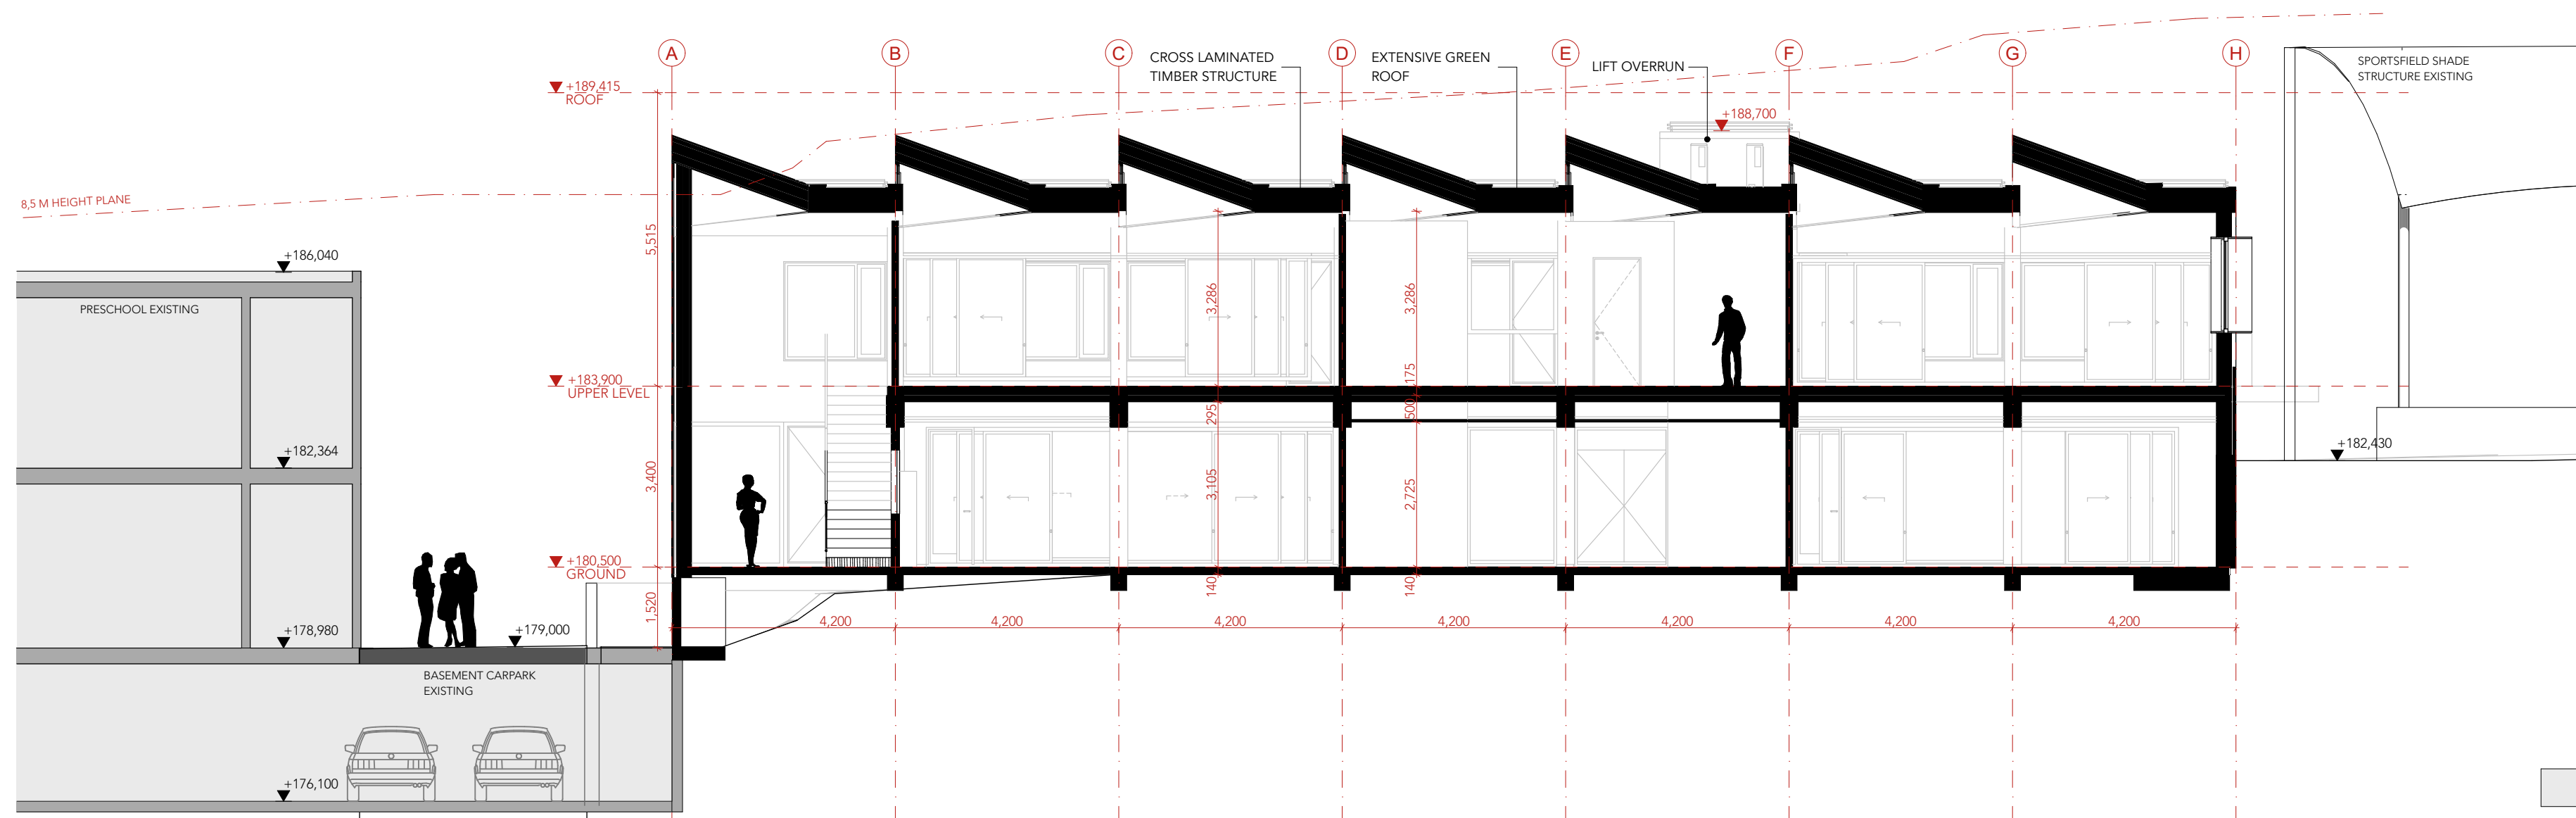 A
B
C
D
E
F
G
H
CROSS LAMINATED
TIMBER STRUCTURE
EXTENSIVE GREEN
ROOF
LIFT OVERRUN
SPORTSFIELD SHADE
STRUCTURE EXISTING
+189,415
ROOF
+188,700
8,5 M HEIGHT PLANE
5,515
+186,040
PRESCHOOL EXISTING
3,286
3,286
+183,900
UPPER LEVEL
175
295
500
+182,364
+182,430
3,400
3,105
2,725
+180,500
GROUND
140
140
1,520
4,200
4,200
4,200
4,200
4,200
4,200
4,200
+178,980
+179,000
BASEMENT CARPARK
EXISTING
+176,100